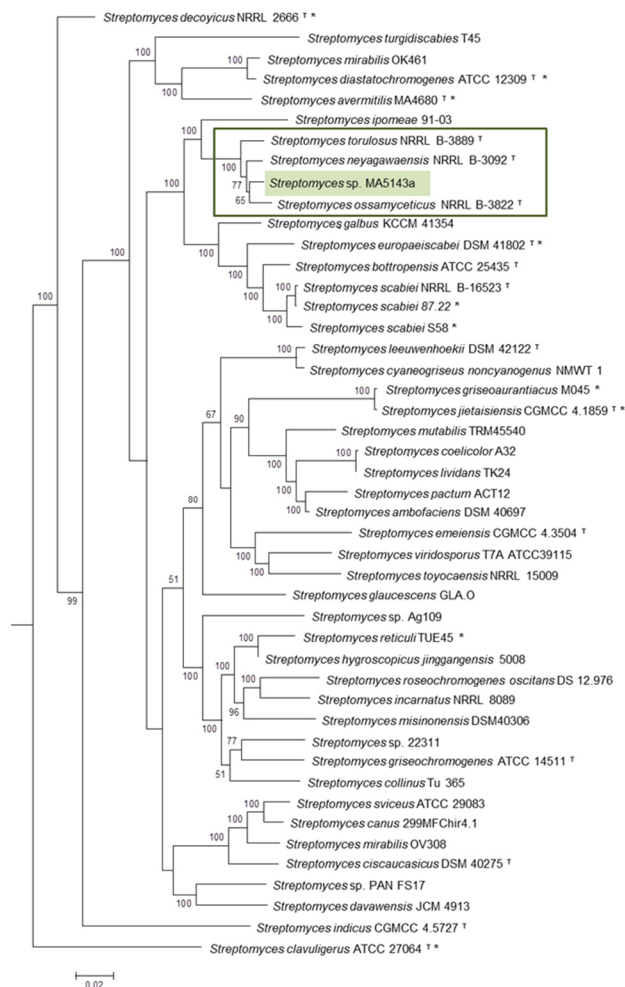 Streptomyces decoyicus NRRL 2666 ᵀ *
Streptomyces turgidiscabies T45
100
Streptomyces mirabilis OK461
100
Streptomyces diastatochromogenes ATCC 12309 ᵀ *
100
Streptomyces avermitilis MA4680 ᵀ *
Streptomyces ipomeae 91-03
100
Streptomyces torulosus NRRL B-3889 ᵀ
Streptomyces neyagawaensis NRRL B-3092 ᵀ
100
Streptomyces sp. MA5143a
77
100
65
Streptomyces ossamyceticus NRRL B-3822 ᵀ
Streptomyces galbus KCCM 41354
Streptomyces europaeiscabei DSM 41802 ᵀ *
100
100
Streptomyces bottropensis ATCC 25435 ᵀ
100
Streptomyces scabiei NRRL B-16523 ᵀ
100
100
Streptomyces scabiei 87.22 *
100
Streptomyces scabiei S58 *
Streptomyces leeuwenhoekii DSM 42122 ᵀ
100
Streptomyces cyaneogriseus noncyanogenus NMWT 1
Streptomyces griseoaurantiacus M045 *
100
Streptomyces jietaisiensis CGMCC 4.1859 ᵀ *
67
90
Streptomyces mutabilis TRM45540
Streptomyces coelicolor A32
100
100
Streptomyces lividans TK24
100
Streptomyces pactum ACT12
80
100
Streptomyces ambofaciens DSM 40697
Streptomyces emeiensis CGMCC 4.3504 ᵀ
Streptomyces viridosporus T7A ATCC39115
100
100
Streptomyces toyocaensis NRRL 15009
51
Streptomyces glaucescens GLA.O
99
Streptomyces sp. Ag109
Streptomyces reticuli TUE45 *
100
Streptomyces hygroscopicus jinggangensis 5008
100
100
Streptomyces roseochromogenes oscitans DS 12.976
100
Streptomyces incarnatus NRRL 8089
96
Streptomyces misinonensis DSM40306
100
Streptomyces sp. 22311
77
Streptomyces griseochromogenes ATCC 14511 ᵀ
51
Streptomyces collinus Tu 365
Streptomyces sviceus ATCC 29083
100
Streptomyces canus 299MFChir4.1
100
Streptomyces mirabilis OV308
100
Streptomyces ciscaucasicus DSM 40275 ᵀ
Streptomyces sp. PAN FS17
100
Streptomyces davawensis JCM 4913
Streptomyces indicus CGMCC 4.5727 ᵀ
Streptomyces clavuligerus ATCC 27064 ᵀ *
0.02